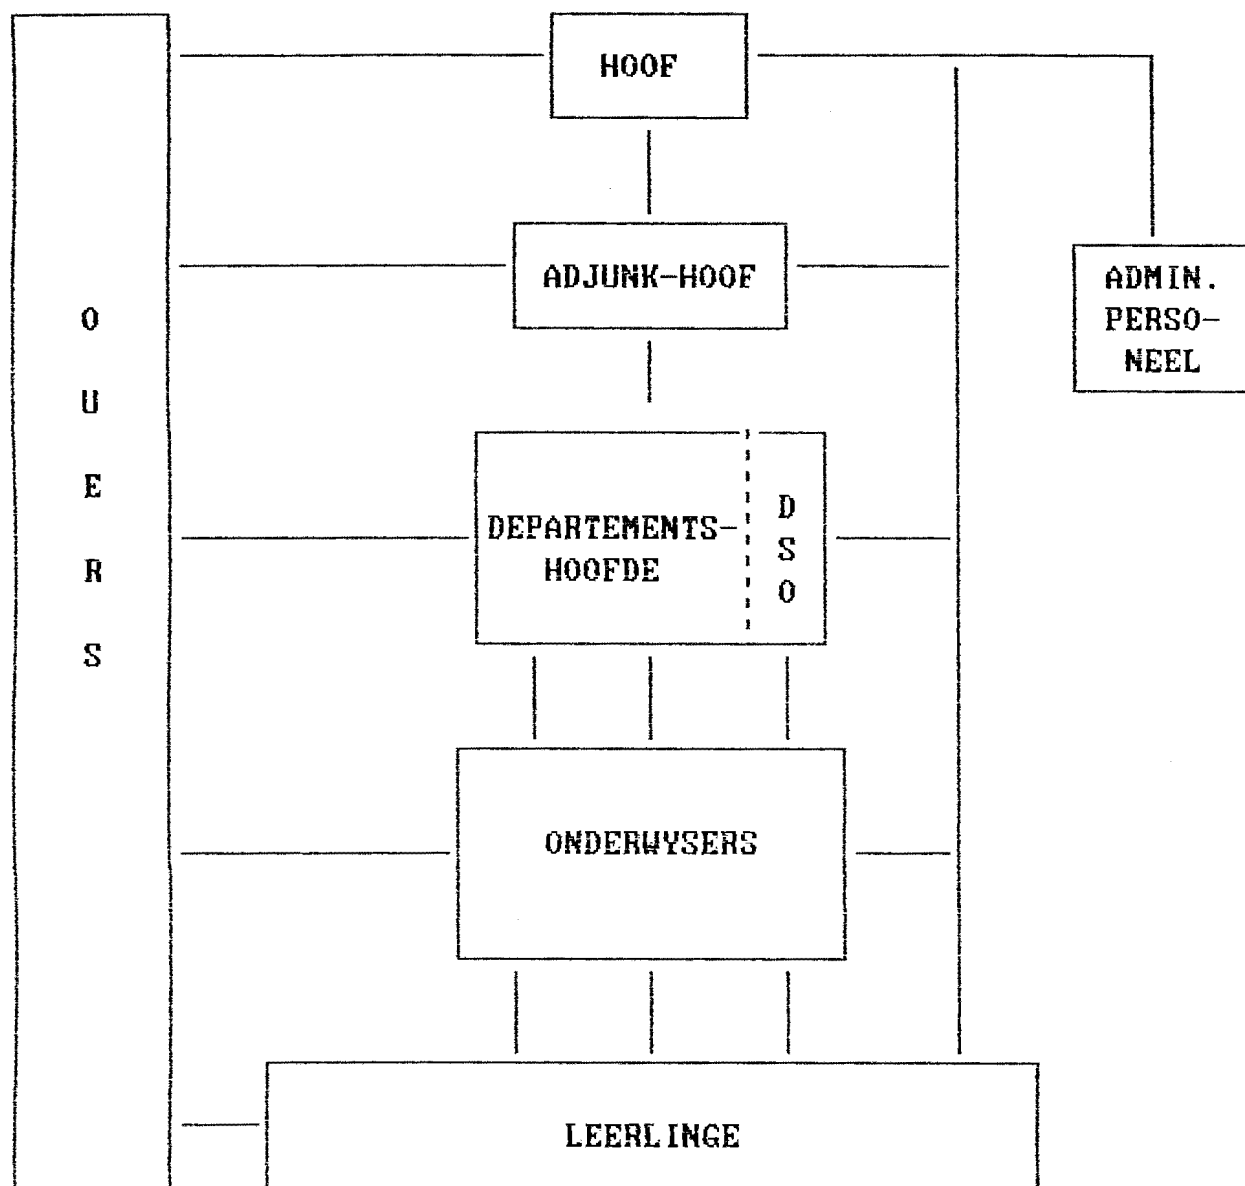 HOOF
ADJUNK-HOOF
ADMIN.
PERSO-
NEEL
O
U
E
R
S
DEPARTEMENTS-
HOOFDE
D
S
O
ONDERWYSERS
LEERLINGE